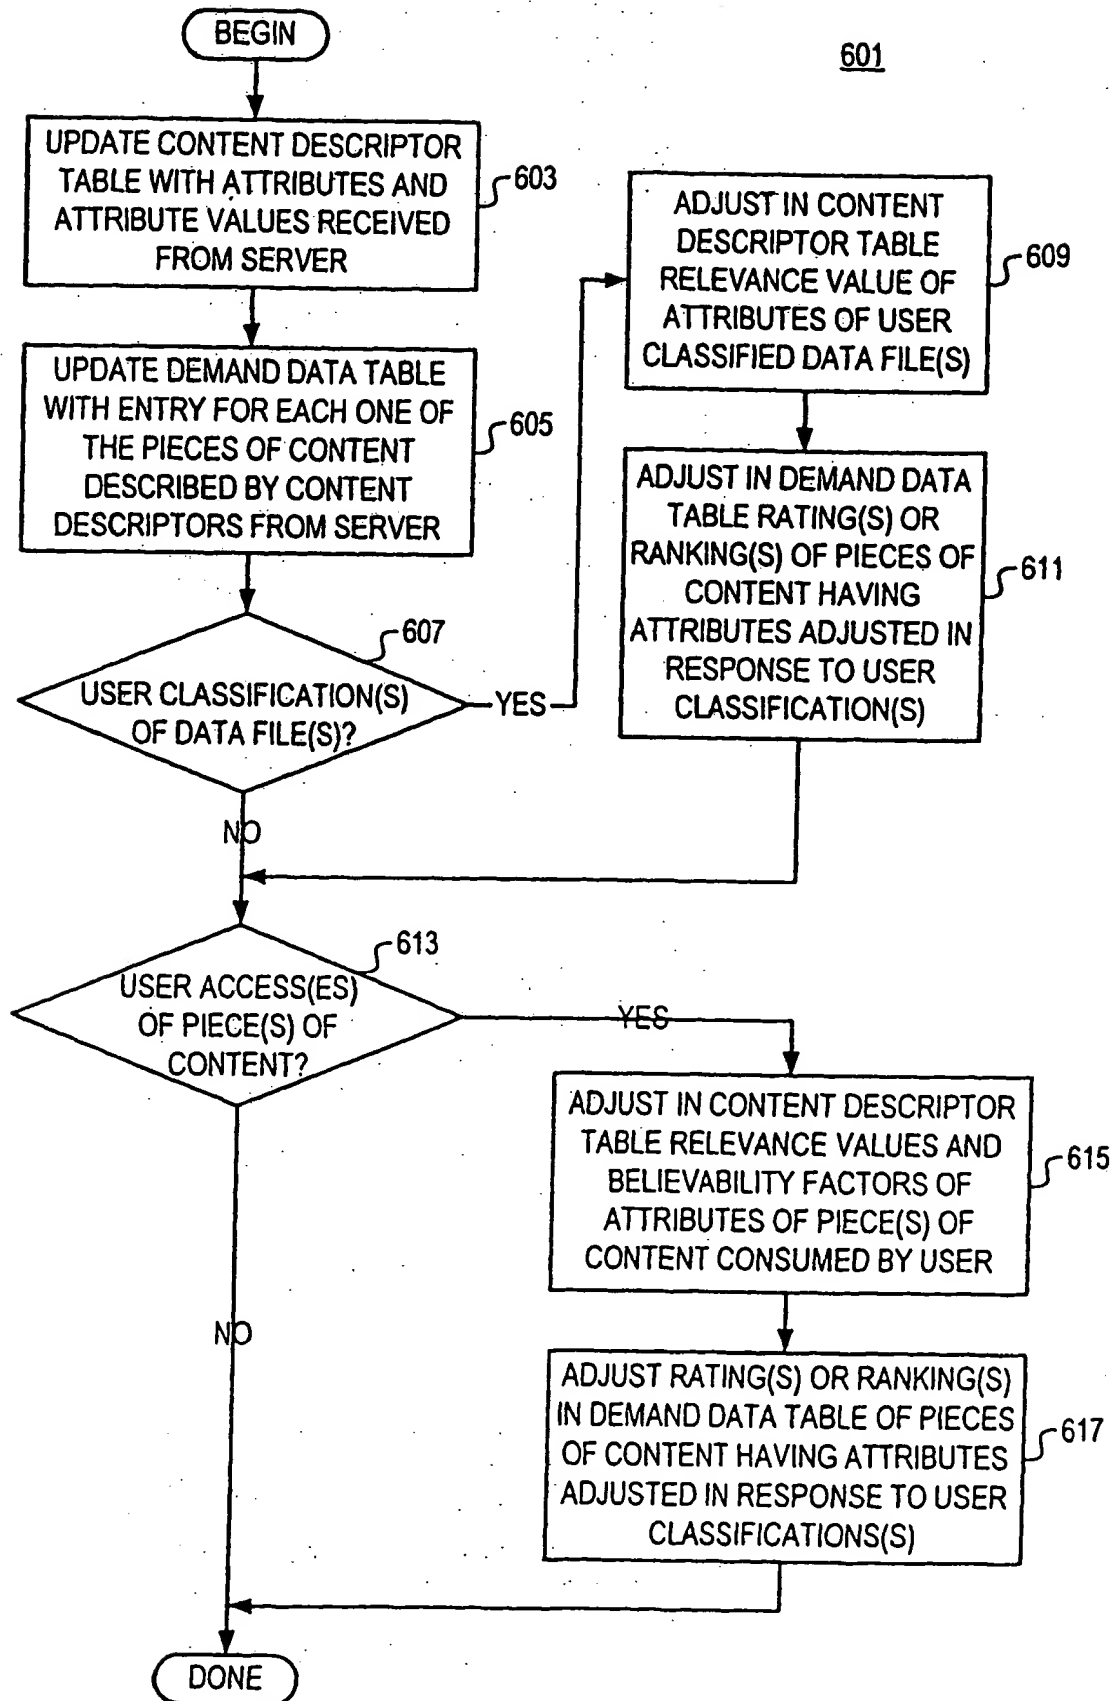 BEGIN
601
UPDATE CONTENT DESCRIPTOR
TABLE WITH ATTRIBUTES AND
ATTRIBUTE VALUES RECEIVED
FROM SERVER
603
UPDATE DEMAND DATA TABLE
WITH ENTRY FOR EACH ONE OF
THE PIECES OF CONTENT
DESCRIBED BY CONTENT
DESCRIPTORS FROM SERVER
605
607
USER CLASSIFICATION(S)
OF DATA FILE(S)?
YES
NO
ADJUST IN CONTENT
DESCRIPTOR TABLE
RELEVANCE VALUE OF
ATTRIBUTES OF USER
CLASSIFIED DATA FILE(S)
609
ADJUST IN DEMAND DATA
TABLE RATING(S) OR
RANKING(S) OF PIECES OF
CONTENT HAVING
ATTRIBUTES ADJUSTED IN
RESPONSE TO USER
CLASSIFICATION(S)
611
613
USER ACCESS(ES)
OF PIECE(S) OF
CONTENT?
YES
NO
ADJUST IN CONTENT DESCRIPTOR
TABLE RELEVANCE VALUES AND
BELIEVABILITY FACTORS OF
ATTRIBUTES OF PIECE(S) OF
CONTENT CONSUMED BY USER
615
ADJUST RATING(S) OR RANKING(S)
IN DEMAND DATA TABLE OF PIECES
OF CONTENT HAVING ATTRIBUTES
ADJUSTED IN RESPONSE TO USER
CLASSIFICATIONS(S)
617
DONE